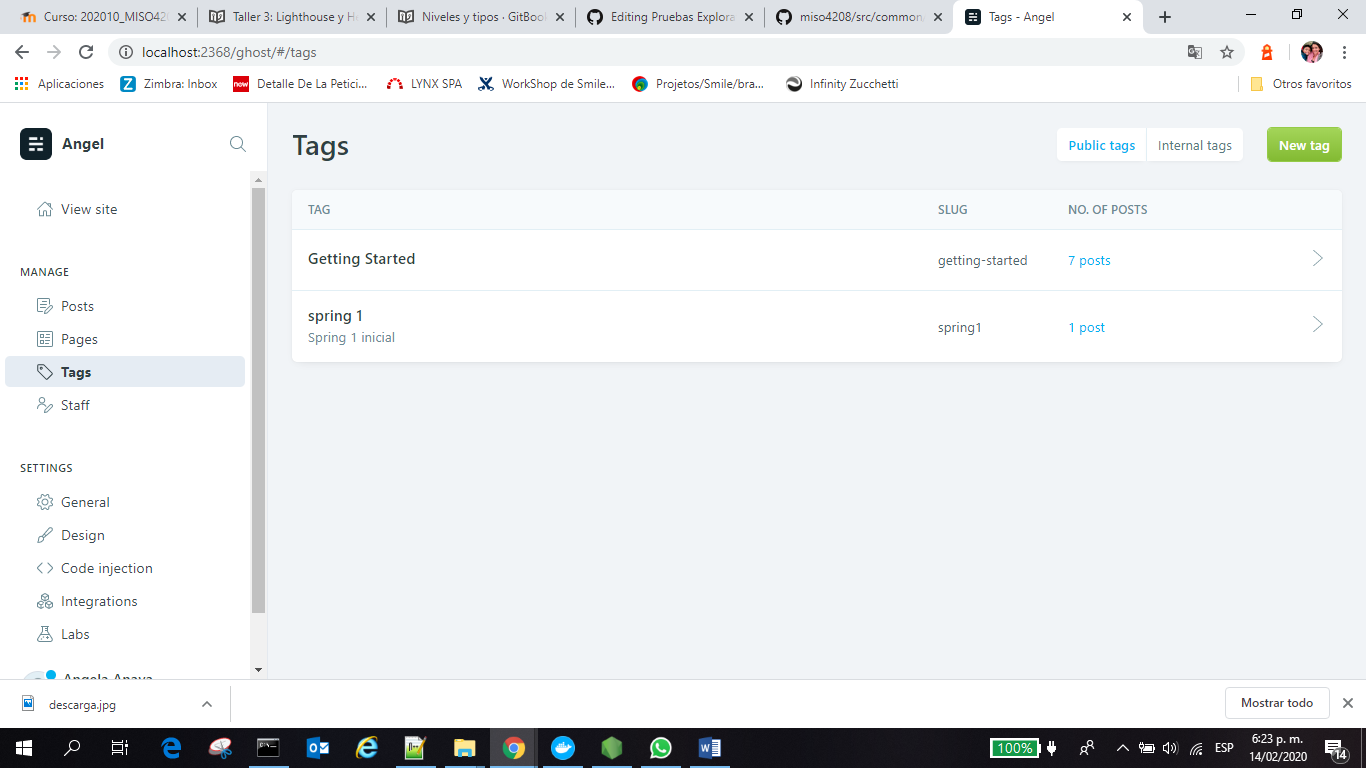 Curso: 202010_MISO42
Taller 3: Lighthouse y He
Niveles y tipos · GitBook
Editing Pruebas Explora
miso4208/src/common
Tags - Angel
localhost:2368/ghost/#/tags
Aplicaciones
Zimbra: Inbox
now
Detalle De La Petici...
LYNX SPA
WorkShop de Smile...
Projetos/Smile/bra...
Infinity Zucchetti
Otros favoritos
Angel
View site
MANAGE
Posts
Pages
Tags
Staff
SETTINGS
General
Design
Code injection
Integrations
Labs
Angela Anaya
Tags
Public tags
Internal tags
New tag
TAG SLUG NO. OF POSTS
Getting Started getting-started 7 posts
spring 1
Spring 1 inicial
spring1 1 post
descarga.jpg
Mostrar todo
100%
ESP
6:23 p. m.
14/02/2020
14